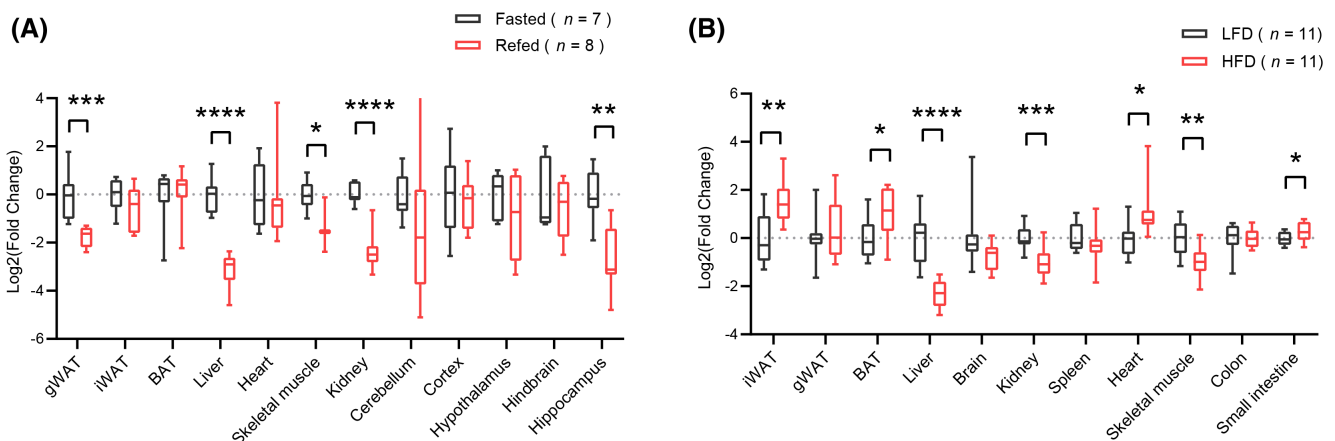 (A)
Fasted ( n = 7 )
Refed ( n = 8 )
Log2(Fold Change)
4
2
0
-2
-4
-6
***
****
*
****
**
gWAT
iWAT
BAT
Liver
Heart
Skeletal muscle
Kidney
Cerebellum
Cortex
Hypothalamus
Hindbrain
Hippocampus
(B)
LFD ( n = 11)
HFD ( n = 11)
Log2(Fold Change)
6
4
2
0
-2
-4
**
*
****
***
*
**
*
iWAT
gWAT
BAT
Liver
Brain
Kidney
Spleen
Heart
Skeletal muscle
Colon
Small intestine